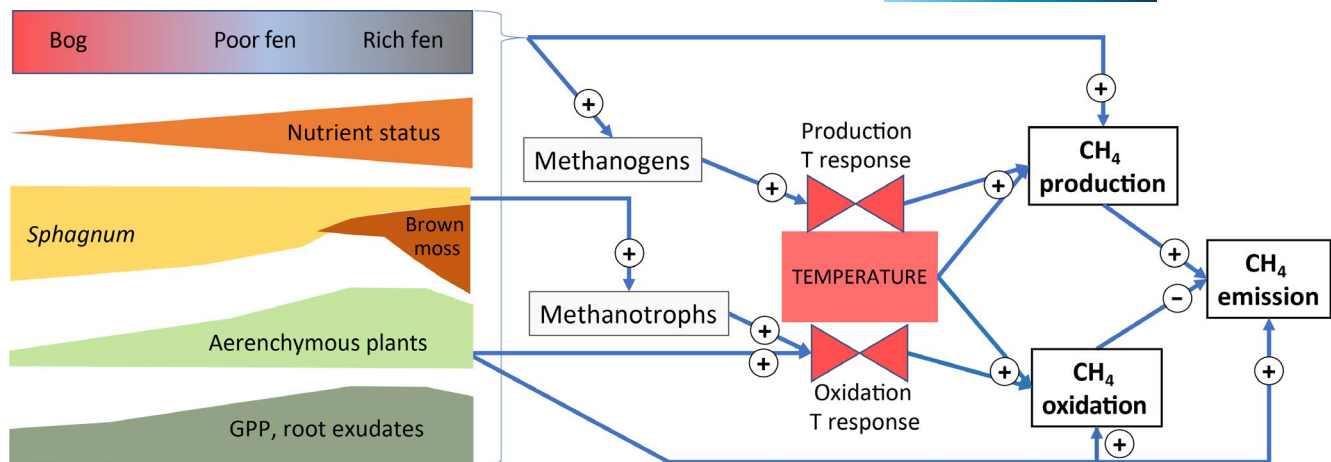 Bog
Poor fen
Rich fen
Nutrient status
Sphagnum
Brown
moss
Aerenchymous plants
GPP, root exudates
+
Methanogens
+
+
Methanotrophs
+
+
Production
T response
TEMPERATURE
Oxidation
T response
+
+
+
CH₄
production
CH₄
oxidation
+
+
−
CH₄
emission
+